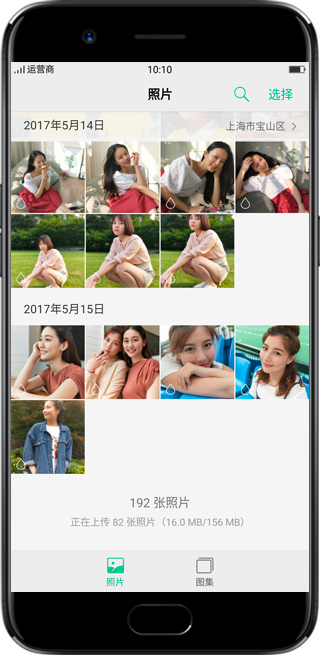 运营商 10:10
照片 选择
2017年5月14日 上海市宝山区
2017年5月15日
192 张照片
正在上传 82 张照片（16.0 MB/156 MB）
照片 图集